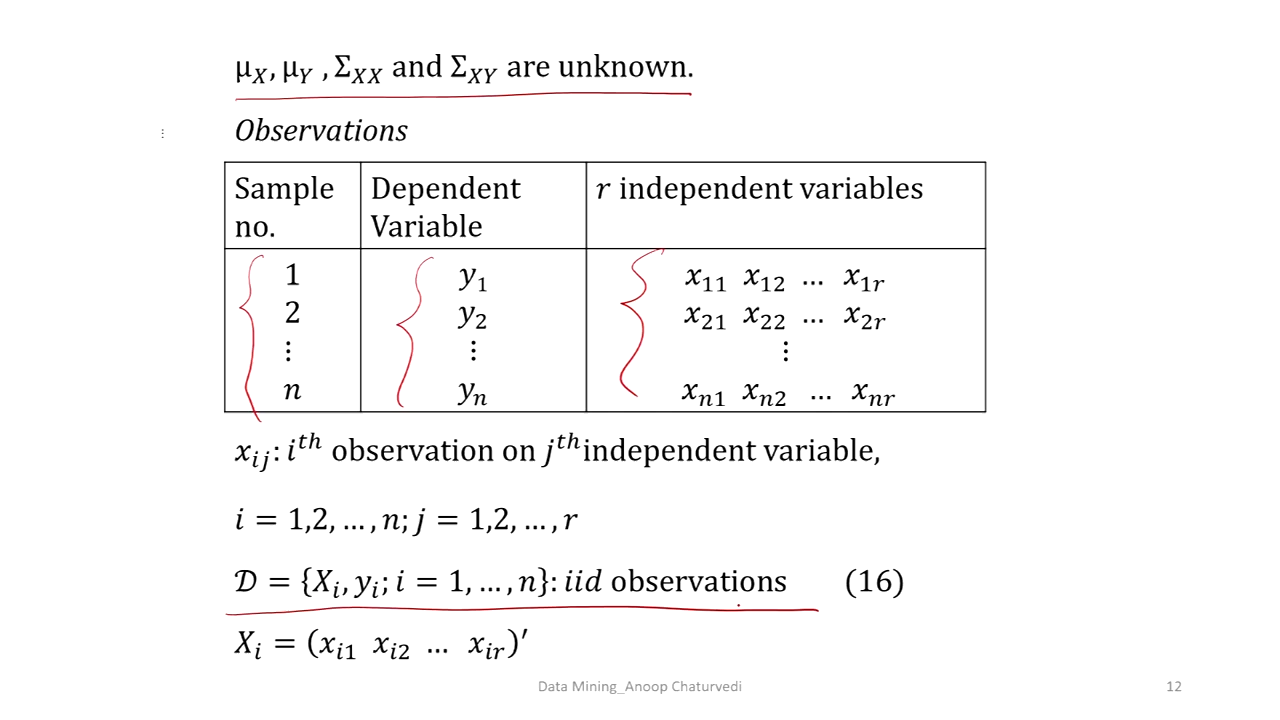 μ_X, μ_Y , Σ_XX and Σ_XY are unknown.
Observations
Sample no.
Dependent Variable
r independent variables
1 y_1 x_11 x_12 … x_1r
2 y_2 x_21 x_22 … x_2r
⋮ ⋮ ⋮
n y_n x_n1 x_n2 … x_nr
x_ij: i^th observation on j^th independent variable,
i = 1,2, … , n; j = 1,2, … , r
𝒟 = {X_i, y_i; i = 1, … , n}: iid observations (16)
X_i = (x_i1 x_i2 … x_ir)′
Data Mining_Anoop Chaturvedi
12